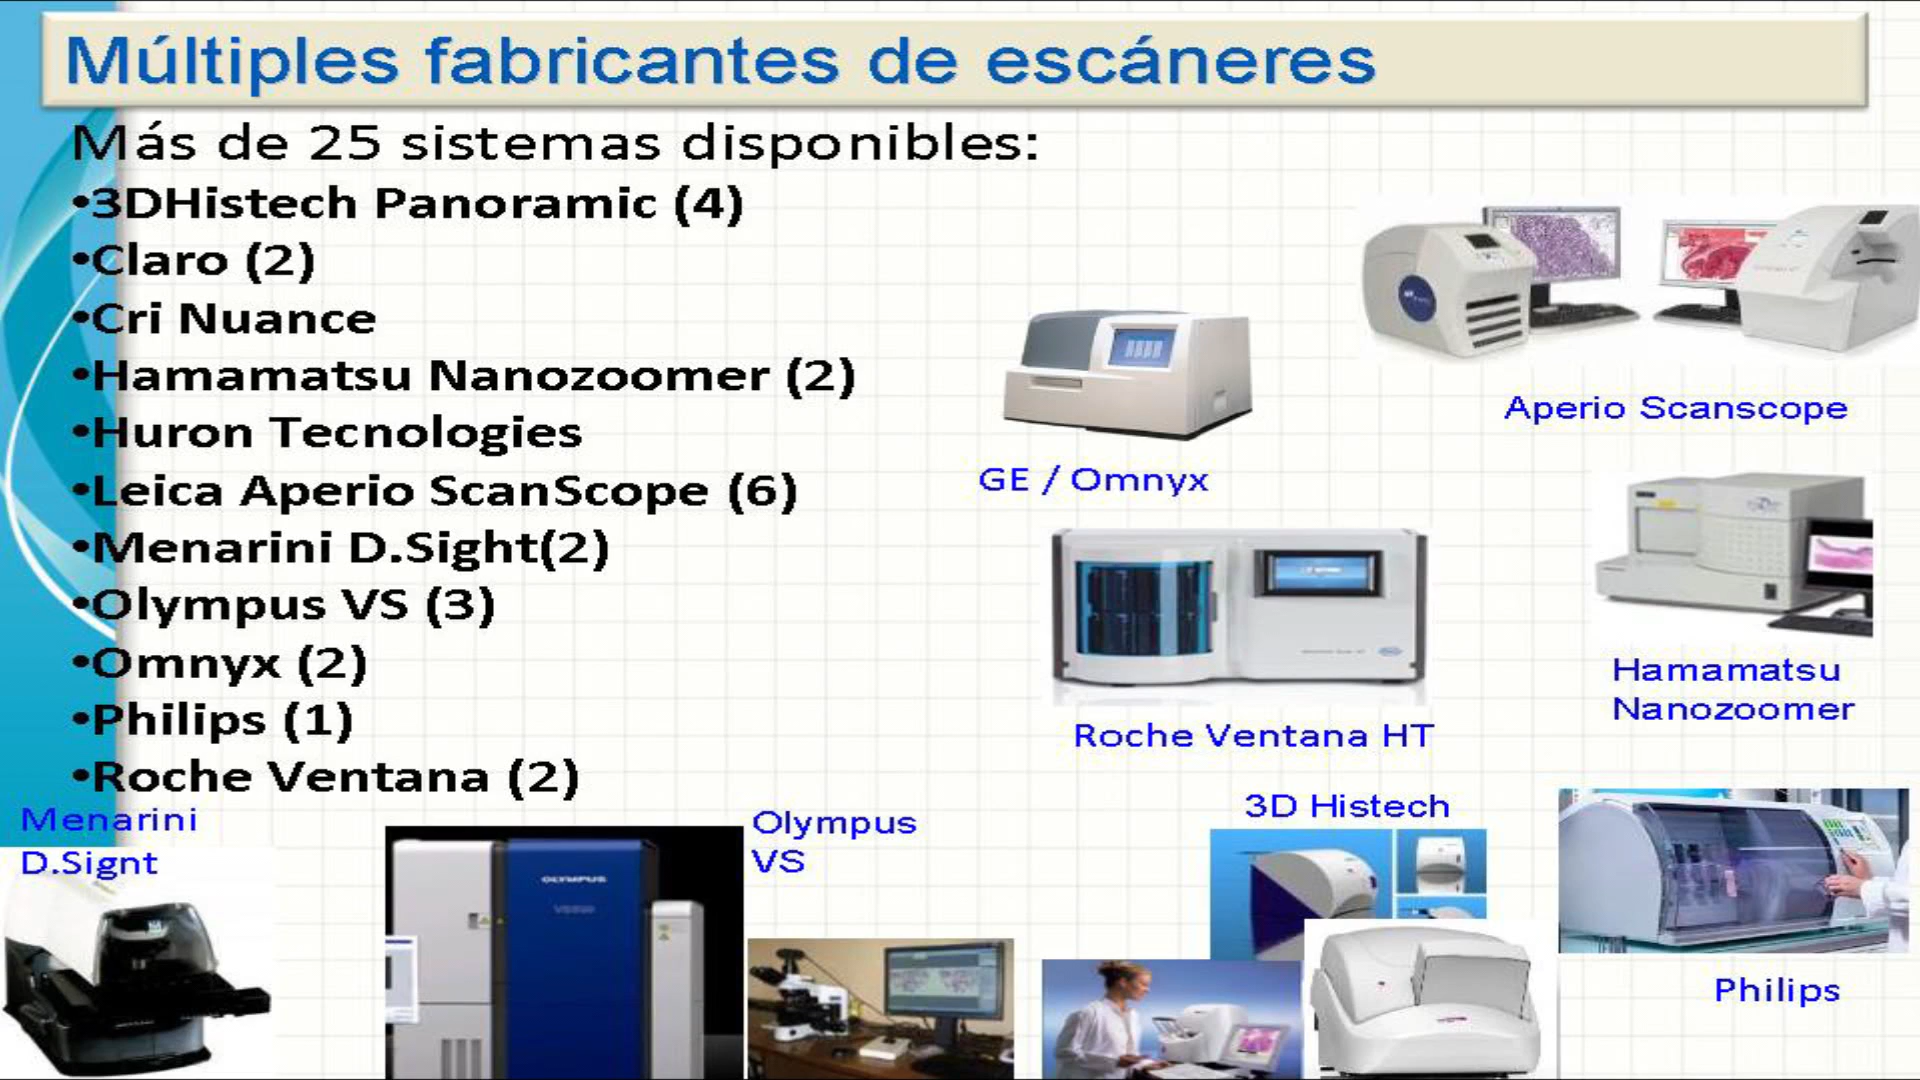 Múltiples fabricantes de escáneres
Más de 25 sistemas disponibles:
•3DHistech Panoramic (4)
•Claro (2)
•Cri Nuance
•Hamamatsu Nanozoomer (2)
•Huron Tecnologies
•Leica Aperio ScanScope (6)
•Menarini D.Sight(2)
•Olympus VS (3)
•Omnyx (2)
•Philips (1)
•Roche Ventana (2)
Aperio Scanscope
GE / Omnyx
Hamamatsu
Nanozoomer
Roche Ventana HT
Menarini
D.Signt
Olympus
VS
OLYMPUS
3D Histech
Philips